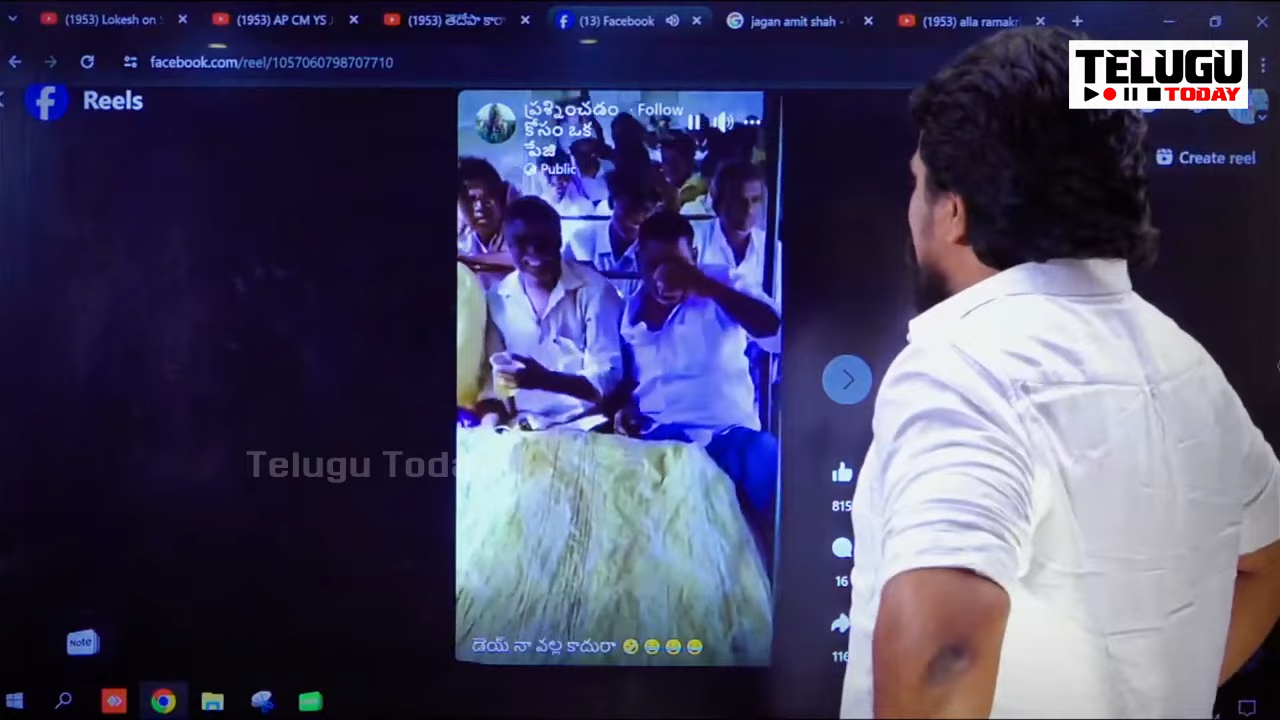 (1953) Lokesh on
(1953) AP CM YS
(1953) తెదేపా కార
(13) Facebook
jagan amit shah -
(1953) alla ramakri
facebook.com/reel/1057060798707710
TELUGU
TODAY
Reels
ప్రశ్నించడం · Follow
కోసం ఒక
పేజీ
Public
Create reel
Telugu Toda
815
16
116
Note
డెయ్ నా వల్ల కాదురా 🤣😂😂😂